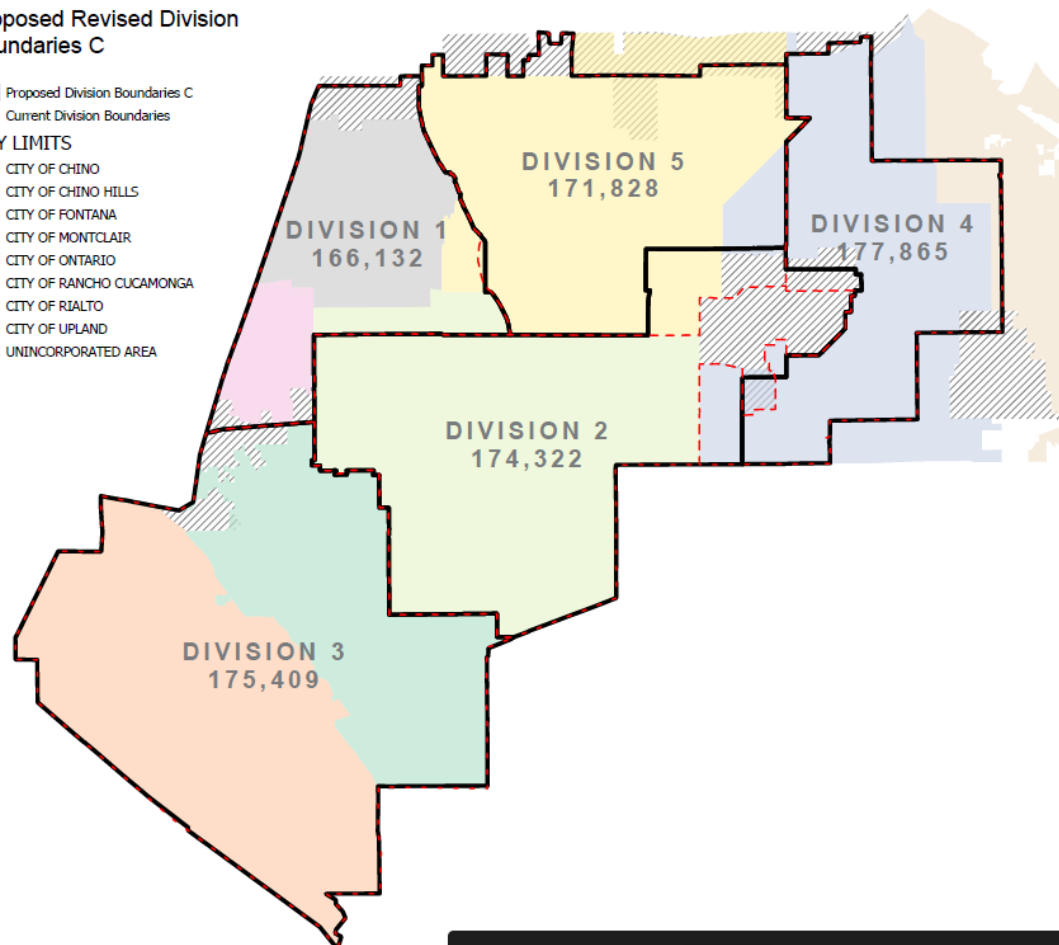 oposed Revised Division
undaries C
Proposed Division Boundaries C
Current Division Boundaries
Y LIMITS
CITY OF CHINO
CITY OF CHINO HILLS
CITY OF FONTANA
CITY OF MONTCLAIR
CITY OF ONTARIO
CITY OF RANCHO CUCAMONGA
CITY OF RIALTO
CITY OF UPLAND
UNINCORPORATED AREA
DIVISION 5
171,828
DIVISION 1
166,132
DIVISION 4
177,865
DIVISION 2
174,322
DIVISION 3
175,409